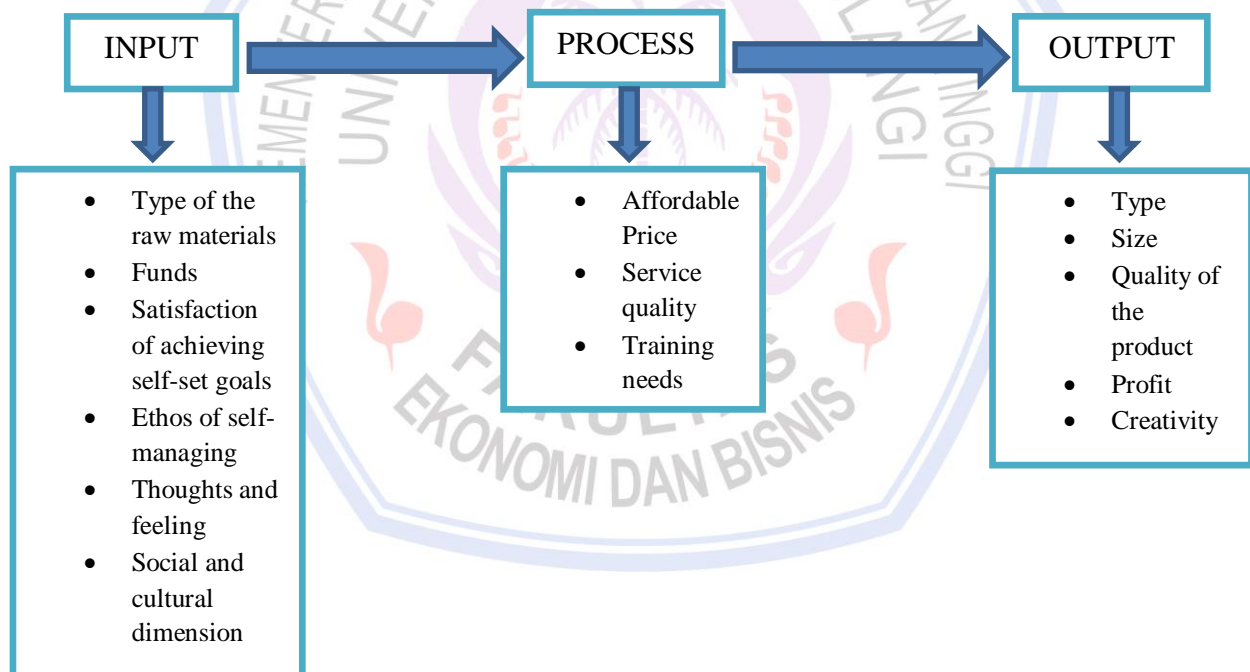 INPUT
PROCESS
OUTPUT
• Type of the
raw materials
• Funds
• Satisfaction
of achieving
self-set goals
• Ethos of self-
managing
• Thoughts and
feeling
• Social and
cultural
dimension
• Affordable
Price
• Service
quality
• Training
needs
• Type
• Size
• Quality of
the
product
• Profit
• Creativity
EKONOMI DAN BISNIS